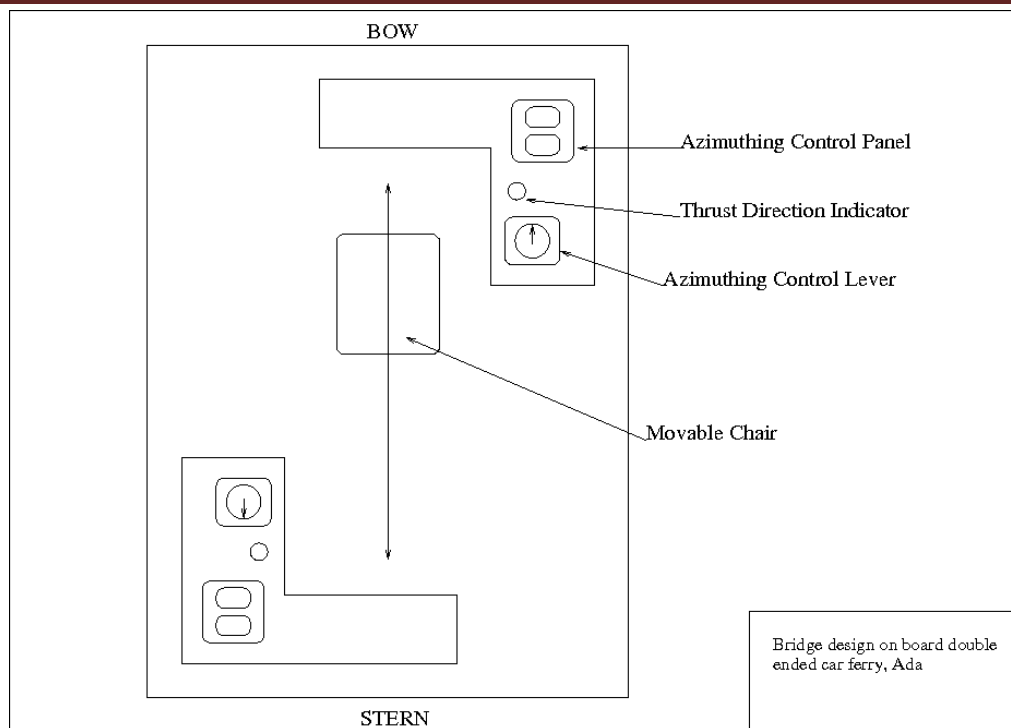 BOW
Azimuthing Control Panel
Thrust Direction Indicator
Azimuthing Control Lever
Movable Chair
Bridge design on board double
ended car ferry, Ada
STERN